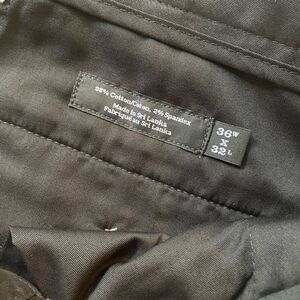 98% Cotton/Coton, 2% Spandex
Made in Sri Lanka
Fabriqué au Sri Lanka
36W
X
32L